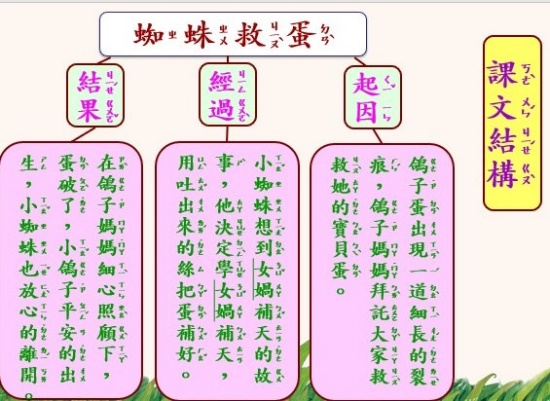 課文結構
蜘蛛救蛋
起因
鴿子蛋出現一道細長的裂
痕，鴿子媽媽拜託大家救
救她的寶貝蛋。
經過
小蜘蛛想到女媧補天的故
事，他決定學女媧補天，
用吐出來的絲把蛋補好。
結果
在鴿子媽媽細心照顧下，
蛋破了，小鴿子平安的出
生，小蜘蛛也放心的離開。